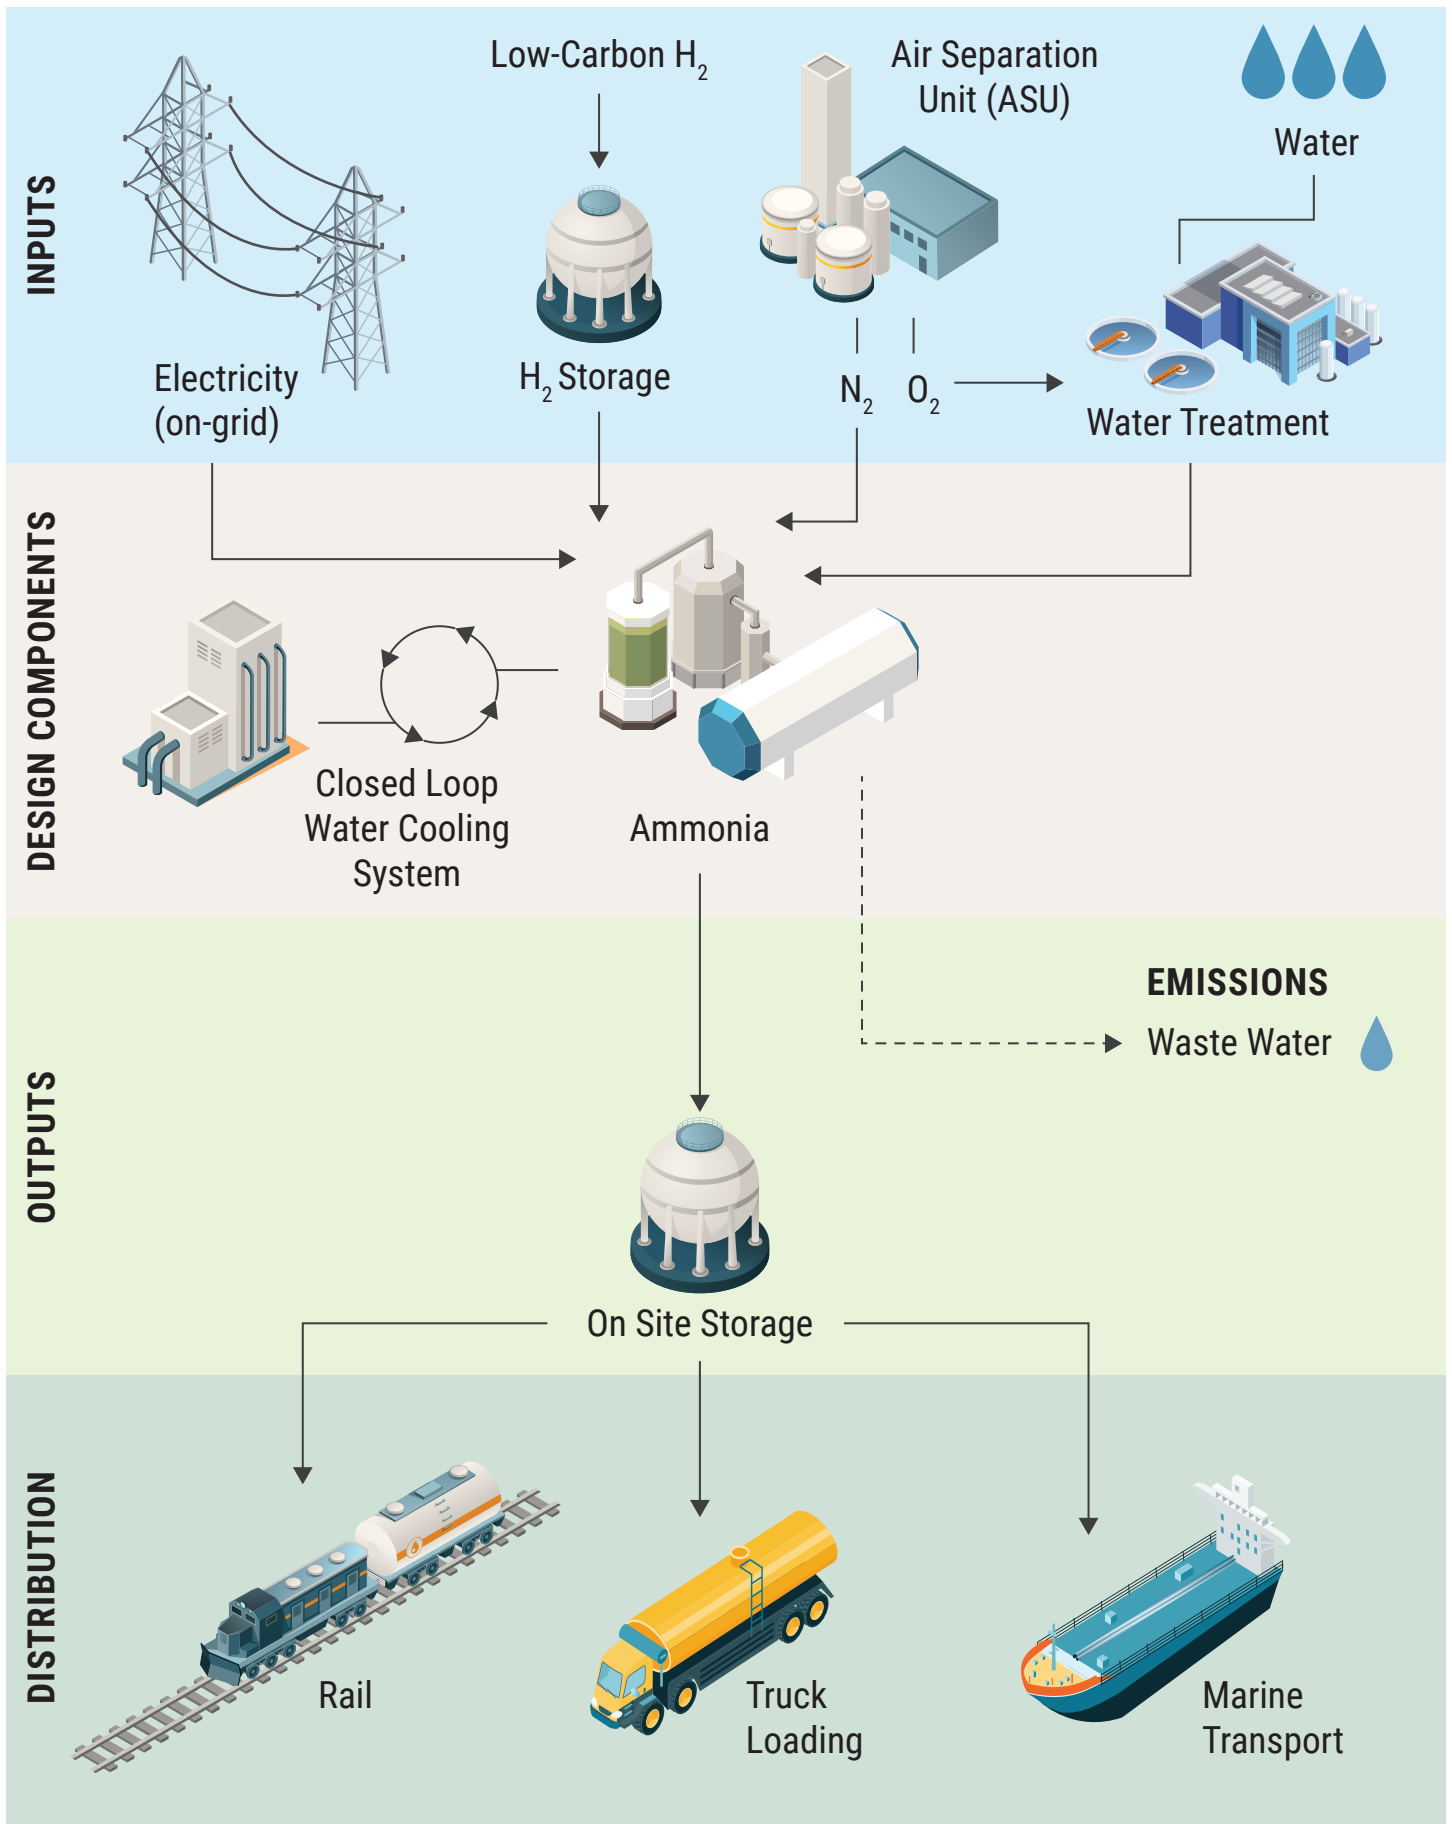 INPUTS
Low-Carbon H₂
Air Separation
Unit (ASU)
Water
Electricity
(on-grid)
H₂ Storage
N₂
O₂
Water Treatment
DESIGN COMPONENTS
Closed Loop
Water Cooling
System
Ammonia
OUTPUTS
EMISSIONS
Waste Water
On Site Storage
DISTRIBUTION
Rail
Truck
Loading
Marine
Transport